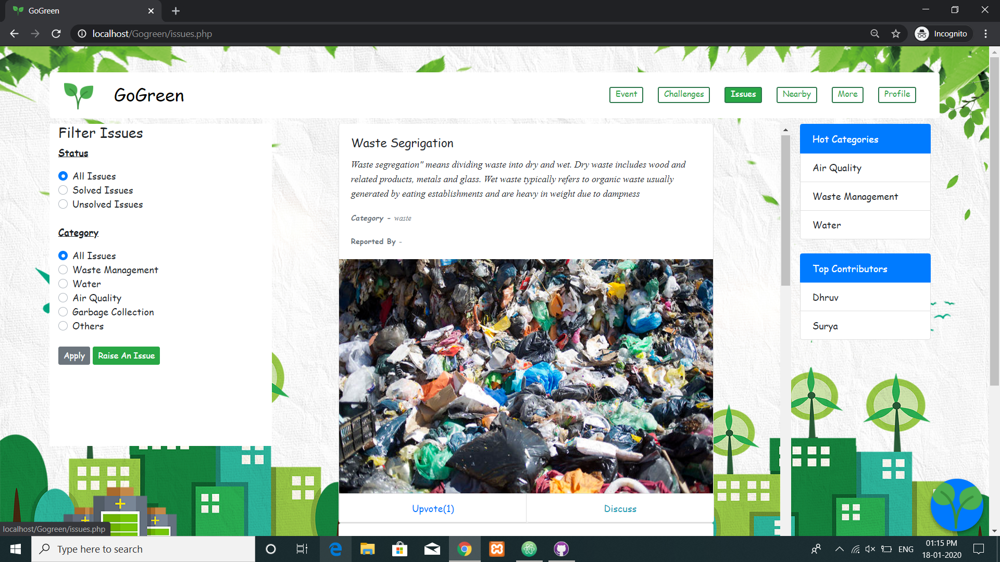 GoGreen
localhost/Gogreen/issues.php
Incognito
GoGreen
Event
Challenges
Issues
Nearby
More
Profile
Filter Issues
Status
All Issues
Solved Issues
Unsolved Issues
Category
All Issues
Waste Management
Water
Air Quality
Garbage Collection
Others
Apply
Raise An Issue
Waste Segrigation
Waste segregation" means dividing waste into dry and wet. Dry waste includes wood and
related products, metals and glass. Wet waste typically refers to organic waste usually
generated by eating establishments and are heavy in weight due to dampness
Category - waste
Reported By -
Upvote(1)
Discuss
Hot Categories
Air Quality
Waste Management
Water
Top Contributors
Dhruv
Surya
localhost/Gogreen/issues.php
Type here to search
ENG
01:15 PM
18-01-2020